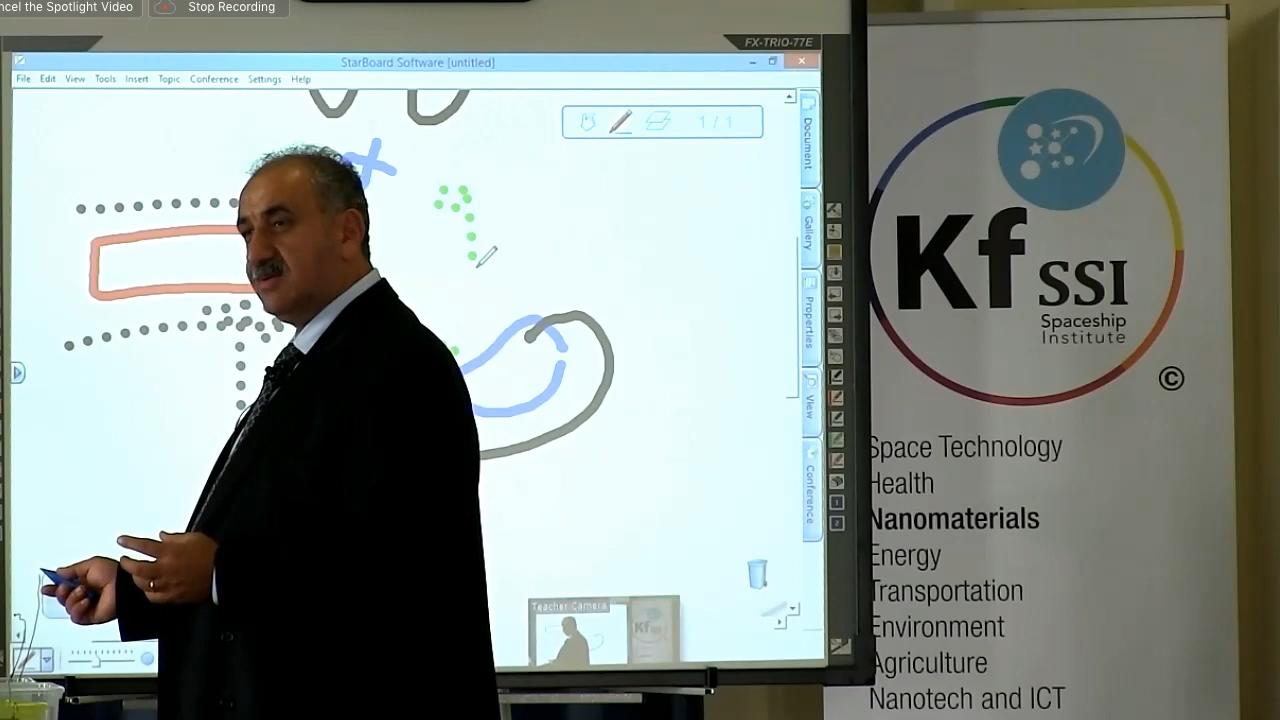 ncel the Spotlight Video
Stop Recording
FX-TRIO-77E
StarBoard Software [untitled]
File Edit View Tools Insert Topic Conference Settings Help
1 / 1
Document
Gallery
Properties
View
Conference
Teacher Camera
Kf
Kf SSI
Spaceship
Institute
©
Space Technology
Health
Nanomaterials
Energy
Transportation
Environment
Agriculture
Nanotech and ICT